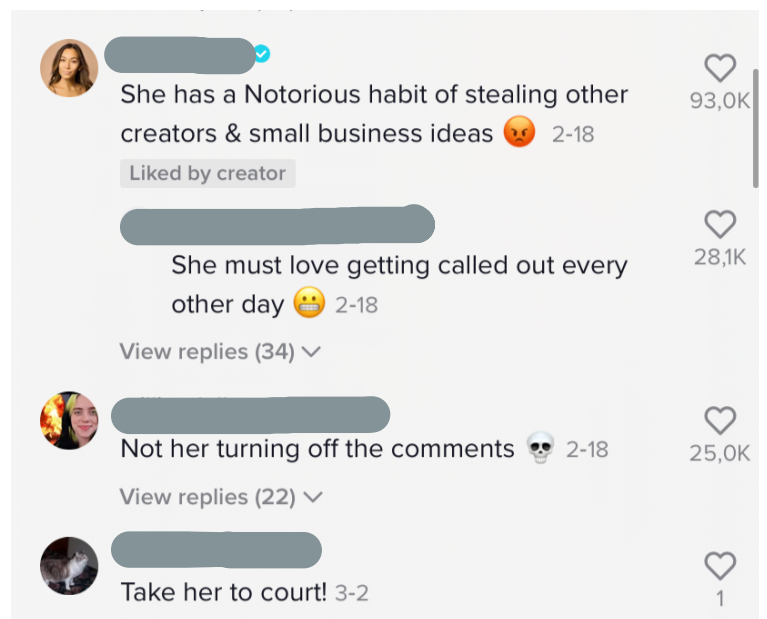 She has a Notorious habit of stealing other
93,0K
creators & small business ideas 😡 2-18
Liked by creator
She must love getting called out every
28,1K
other day 😬 2-18
View replies (34)
Not her turning off the comments 💀 2-18
25,0K
View replies (22)
Take her to court! 3-2
1